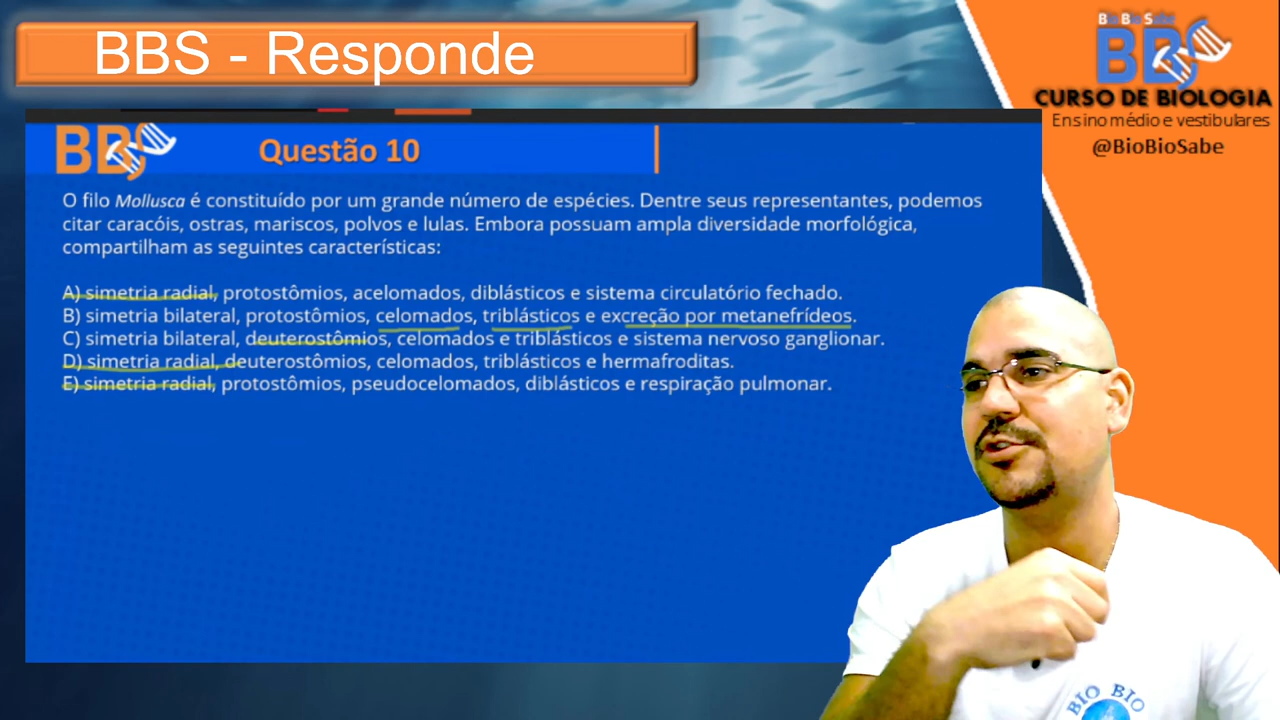 BBS - Responde
Bio Bio Sabe
BBS
CURSO DE BIOLOGIA
Ensino médio e vestibulares
@BioBioSabe
BBS
Questão 10
O filo Mollusca é constituído por um grande número de espécies. Dentre seus representantes, podemos
citar caracóis, ostras, mariscos, polvos e lulas. Embora possuam ampla diversidade morfológica,
compartilham as seguintes características:
A) simetria radial, protostômios, acelomados, diblásticos e sistema circulatório fechado.
B) simetria bilateral, protostômios, celomados, triblásticos e excreção por metanefrídeos.
C) simetria bilateral, deuterostômios, celomados e triblásticos e sistema nervoso ganglionar.
D) simetria radial, deuterostômios, celomados, triblásticos e hermafroditas.
E) simetria radial, protostômios, pseudocelomados, diblásticos e respiração pulmonar.
BIO BIO